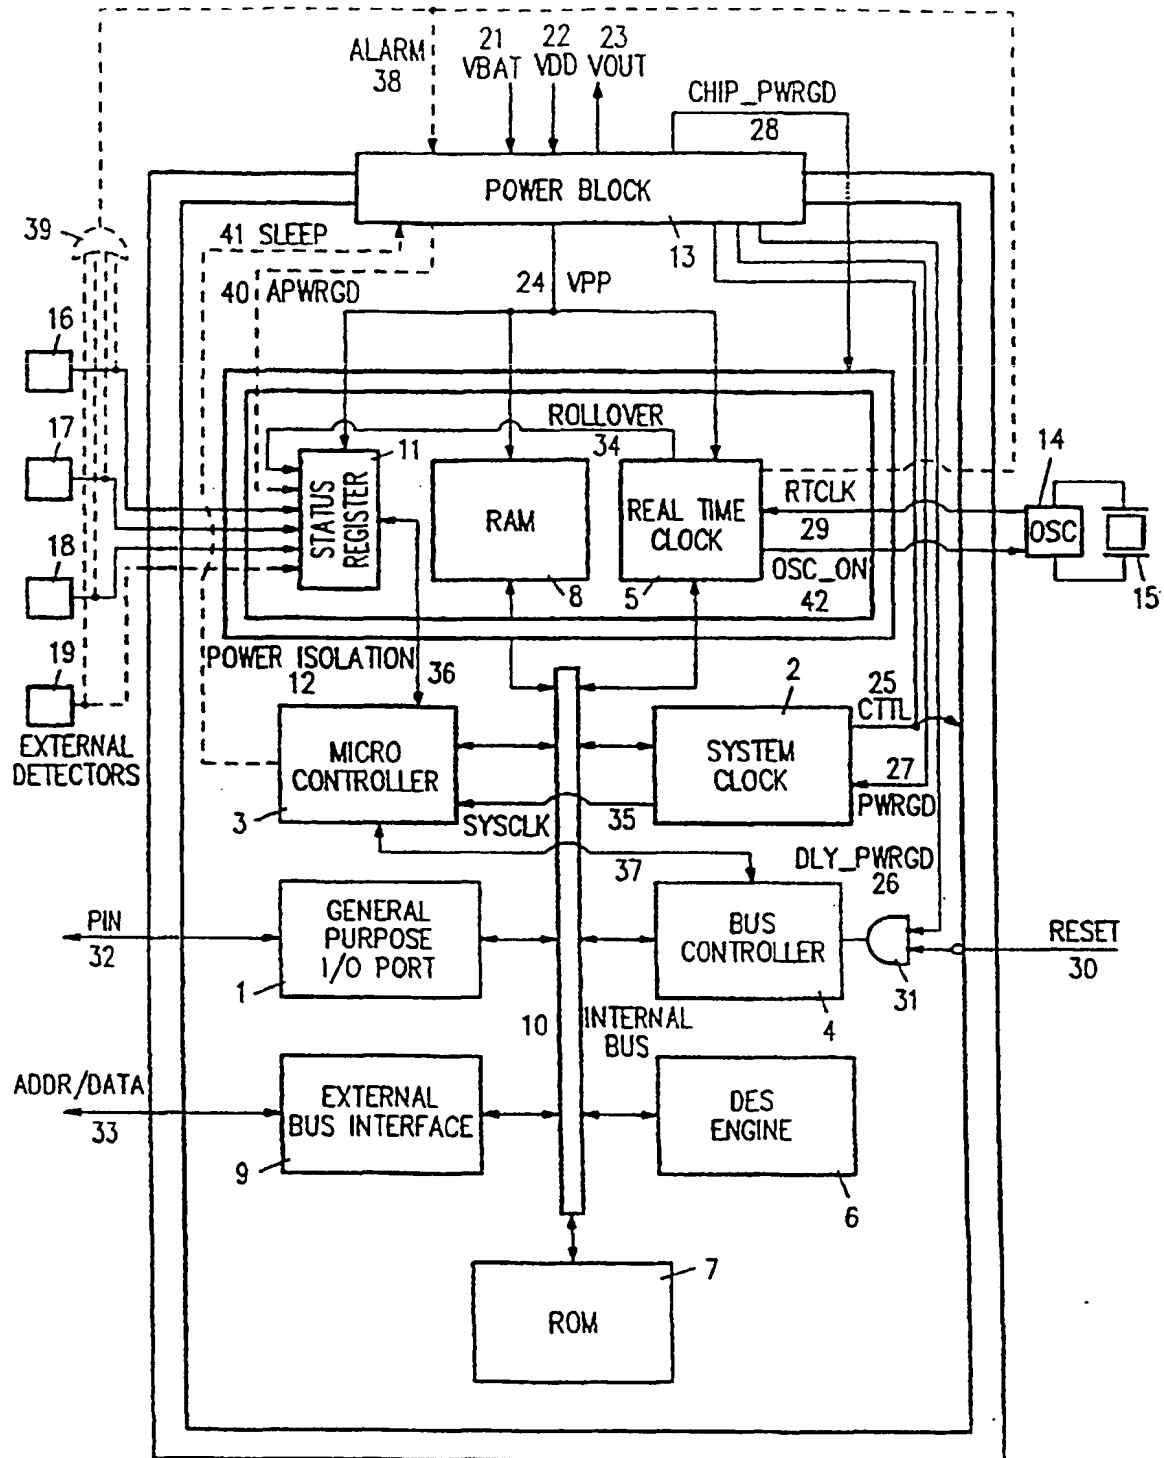 ALARM
38
21
VBAT
22
VDD
23
VOUT
CHIP_PWRGD
28
POWER BLOCK
13
39
41 SLEEP
40 APWRGD
24 VPP
16
17
18
19
EXTERNAL
DETECTORS
ROLLOVER
34
11
STATUS
REGISTER
RAM
8
REAL TIME
CLOCK
5
RTCLK
29
OSC_ON
42
14
OSC
15
POWER ISOLATION
12
36
MICRO
CONTROLLER
3
SYSCLK
35
2
SYSTEM
CLOCK
25
CTTL
27
PWRGD
37
DLY_PWRGD
26
PIN
32
GENERAL
PURPOSE
I/O PORT
1
BUS
CONTROLLER
4
31
RESET
30
10
INTERNAL
BUS
ADDR/DATA
33
EXTERNAL
BUS INTERFACE
9
DES
ENGINE
6
7
ROM